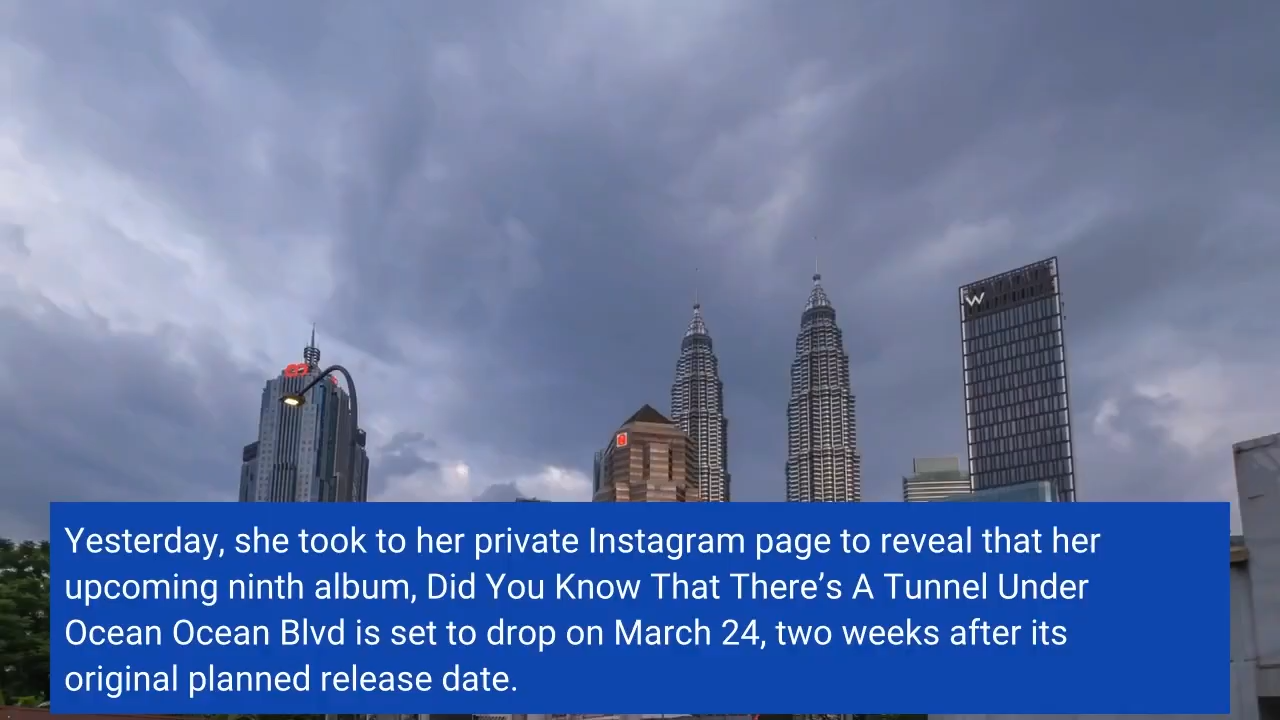 W
Yesterday, she took to her private Instagram page to reveal that her
upcoming ninth album, Did You Know That There’s A Tunnel Under
Ocean Ocean Blvd is set to drop on March 24, two weeks after its
original planned release date.